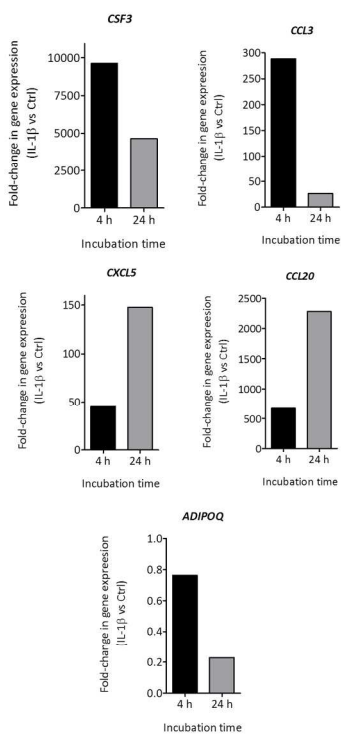 CSF3
Fold-change in gene expression
(IL-1β vs Ctrl)
10000
7500
5000
2500
0
4 h 24 h
Incubation time
CCL3
Fold-change in gene expreesion
(IL-1β vs Ctrl)
300
250
200
150
100
50
0
4 h 24 h
Incubation time
CXCL5
Fold-change in gene expreesion
(IL-1β vs Ctrl)
150
100
50
0
4 h 24 h
Incubation time
CCL20
Fold-change in gene expreesion
(IL-1β vs Ctrl)
2500
2000
1500
1000
500
0
4 h 24 h
Incubation time
ADIPOQ
Fold-change in gene expreesion
(IL-1β vs Ctrl)
1.0
0.8
0.6
0.4
0.2
0.0
4 h 24 h
Incubation time